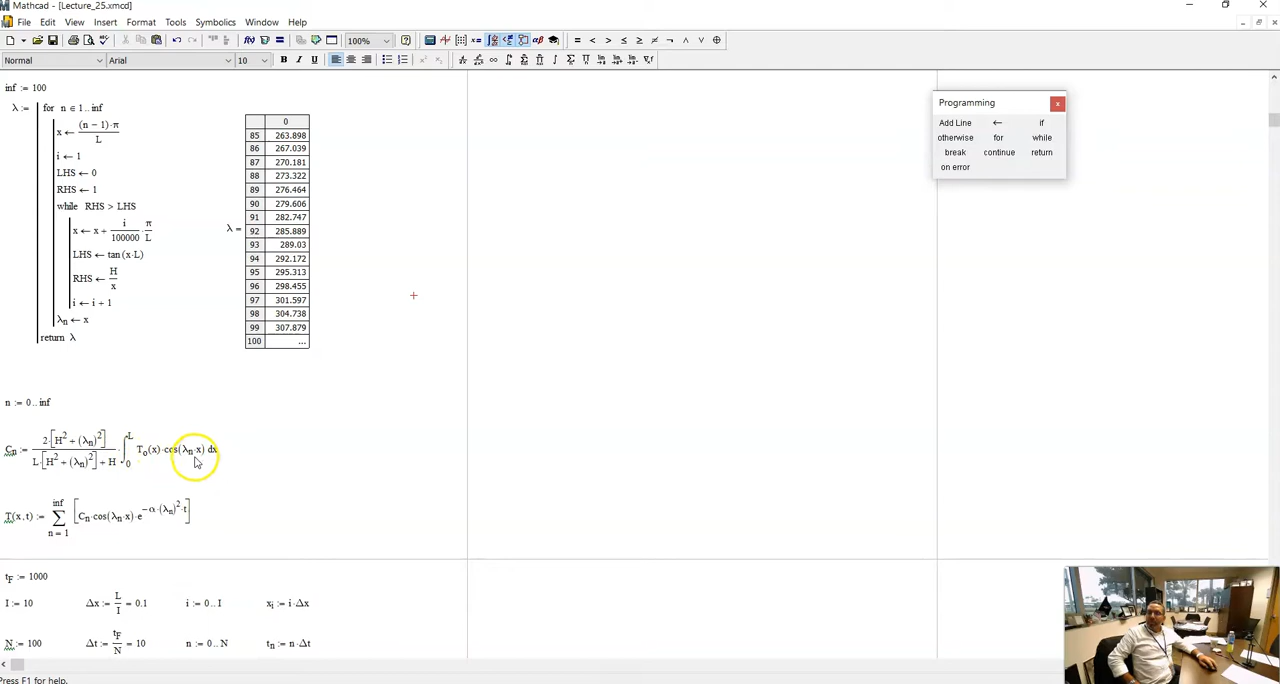 Mathcad - [Lecture_25.xmcd]
File Edit View Insert Format Tools Symbolics Window Help
100%
Normal Arial 10 B I U
inf := 100
λ := for n ∈ 1..inf
x ← (n − 1)·π / L
i ← 1
LHS ← 0
RHS ← 1
while RHS > LHS
x ← x + i/100000 · π/L
LHS ← tan(x·L)
RHS ← H/x
i ← i + 1
λn ← x
return λ
λ =
0
85 263.898
86 267.039
87 270.181
88 273.322
89 276.464
90 279.606
91 282.747
92 285.889
93 289.03
94 292.172
95 295.313
96 298.455
97 301.597
98 304.738
99 307.879
100 ...
Programming x
Add Line ← if
otherwise for while
break continue return
on error
n := 0..inf
Cn := 2·[H² + (λn)²] / L·[H² + (λn)²] + H · ∫0L To(x)·cos(λn·x) dx
T(x,t) := ∑ n = 1 inf [Cn·cos(λn·x)·e^−α·(λn)²·t]
tF := 1000
I := 10 Δx := L/I = 0.1 i := 0..I xi := i·Δx
N := 100 Δt := tF/N = 10 n := 0..N tn := n·Δt
Press F1 for help.